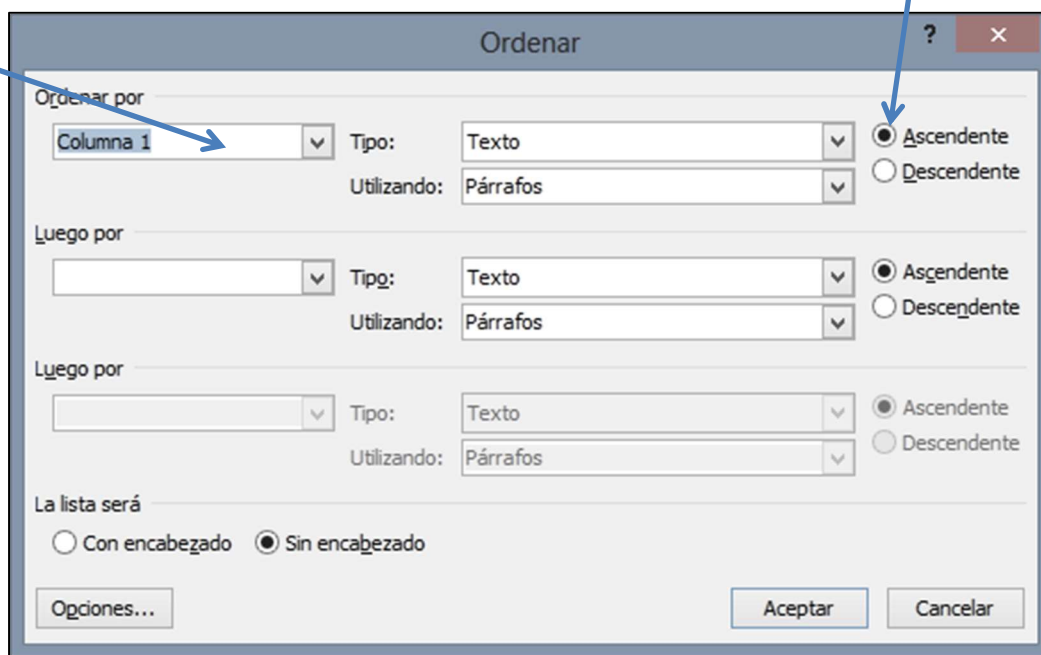 Ordenar
?
Ordenar por
Columna 1 Tipo: Texto Ascendente
Utilizando: Párrafos Descendente
Luego por
Tipo: Texto Ascendente
Utilizando: Párrafos Descendente
Luego por
Tipo: Texto Ascendente
Utilizando: Párrafos Descendente
La lista será
Con encabezado Sin encabezado
Opciones... Aceptar Cancelar